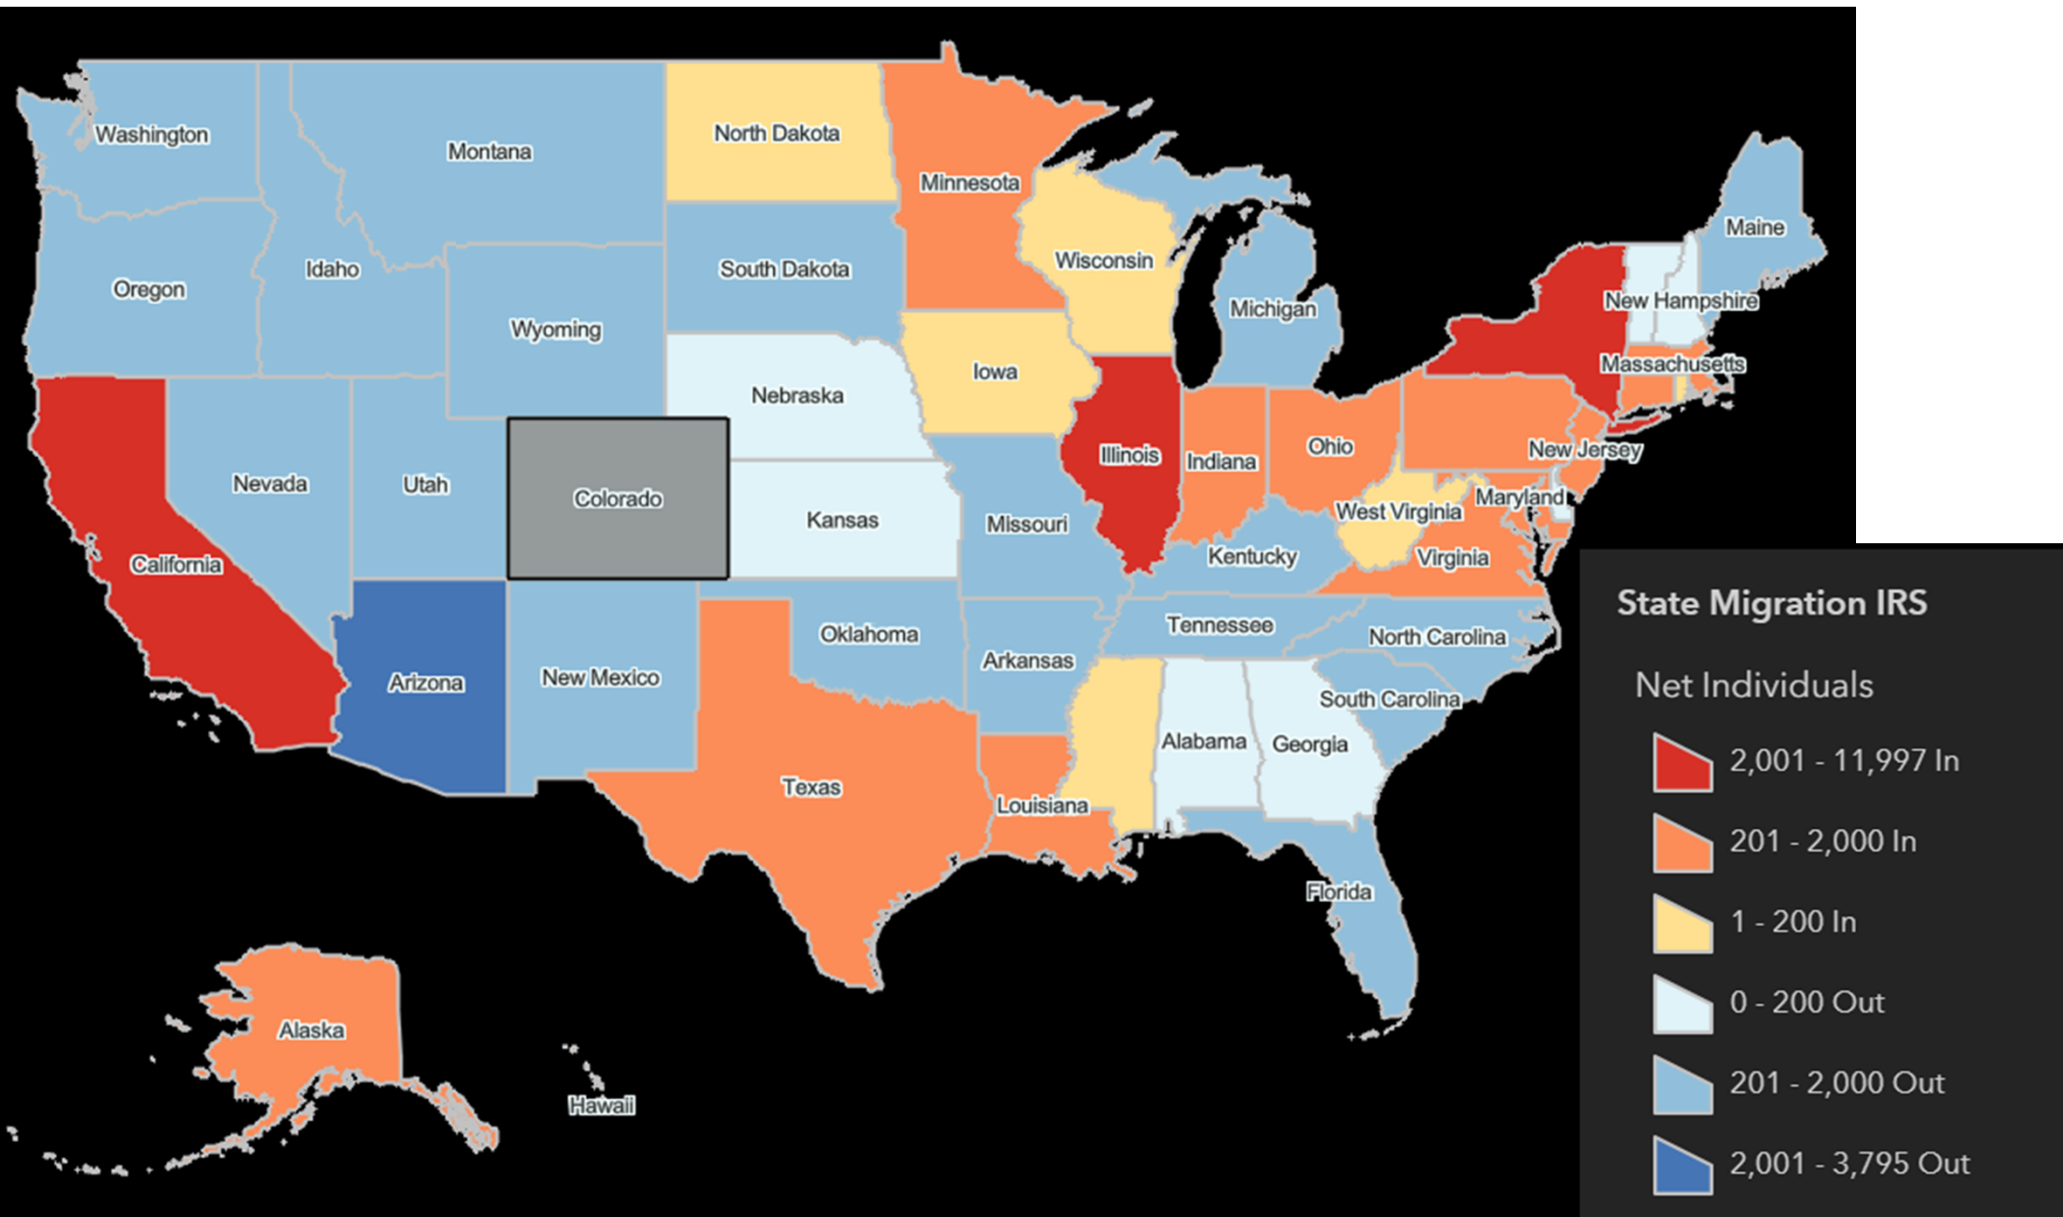 Washington
Montana
North Dakota
Minnesota
Maine
Oregon
Idaho
Wyoming
South Dakota
Wisconsin
Michigan
New Hampshire
Massachusetts
Nebraska
Iowa
Nevada
Utah
Colorado
Kansas
Missouri
Illinois
Indiana
Ohio
New Jersey
West Virginia
Maryland
California
Kentucky
Virginia
Arizona
New Mexico
Oklahoma
Arkansas
Tennessee
North Carolina
South Carolina
Texas
Louisiana
Alabama
Georgia
Florida
Alaska
Hawaii
State Migration IRS
Net Individuals
2,001 - 11,997 In
201 - 2,000 In
1 - 200 In
0 - 200 Out
201 - 2,000 Out
2,001 - 3,795 Out